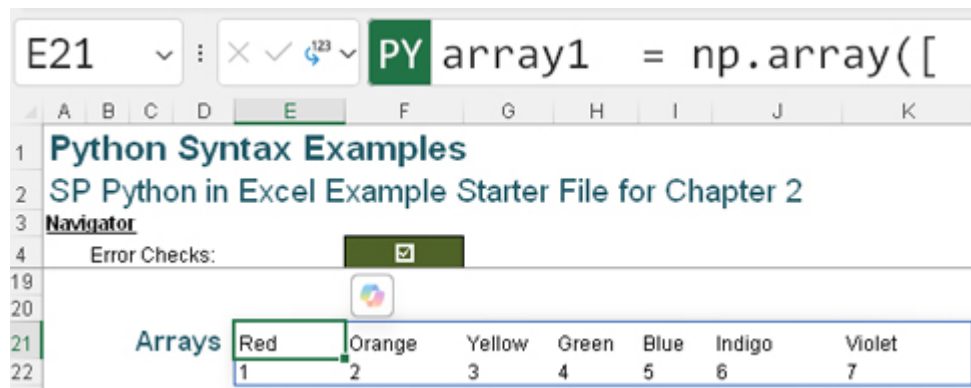 E21 123 PY array1 = np.array([
A B C D E F G H I J K
1 Python Syntax Examples
2 SP Python in Excel Example Starter File for Chapter 2
3 Navigator
4 Error Checks:
19
20
21 Arrays Red Orange Yellow Green Blue Indigo Violet
22 1 2 3 4 5 6 7